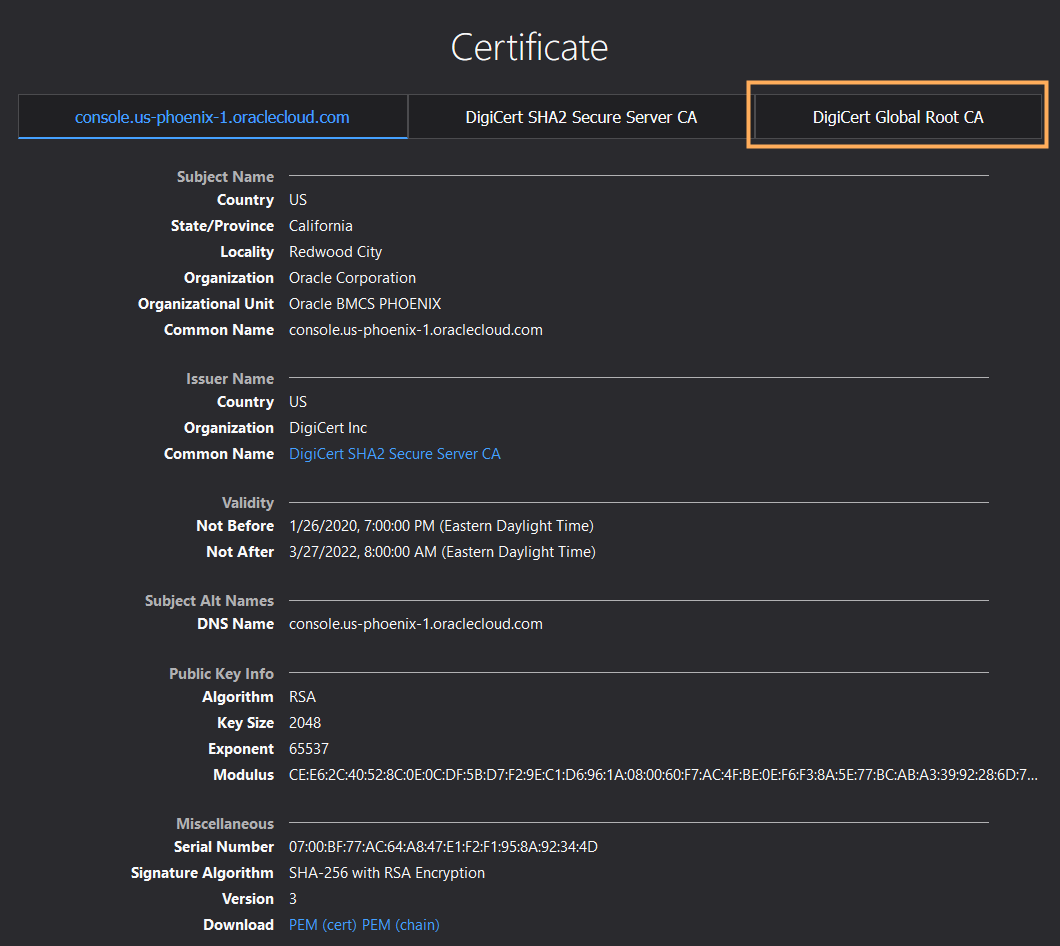 Certificate
console.us-phoenix-1.oraclecloud.com DigiCert SHA2 Secure Server CA DigiCert Global Root CA
Subject Name
Country US
State/Province California
Locality Redwood City
Organization Oracle Corporation
Organizational Unit Oracle BMCS PHOENIX
Common Name console.us-phoenix-1.oraclecloud.com
Issuer Name
Country US
Organization DigiCert Inc
Common Name DigiCert SHA2 Secure Server CA
Validity
Not Before 1/26/2020, 7:00:00 PM (Eastern Daylight Time)
Not After 3/27/2022, 8:00:00 AM (Eastern Daylight Time)
Subject Alt Names
DNS Name console.us-phoenix-1.oraclecloud.com
Public Key Info
Algorithm RSA
Key Size 2048
Exponent 65537
Modulus CE:E6:2C:40:52:8C:0E:0C:DF:5B:D7:F2:9E:C1:D6:96:1A:08:00:60:F7:AC:4F:BE:0E:F6:F3:8A:5E:77:BC:AB:A3:39:92:28:6D:7...
Miscellaneous
Serial Number 07:00:BF:77:AC:64:A8:47:E1:F2:F1:95:8A:92:34:4D
Signature Algorithm SHA-256 with RSA Encryption
Version 3
Download PEM (cert) PEM (chain)